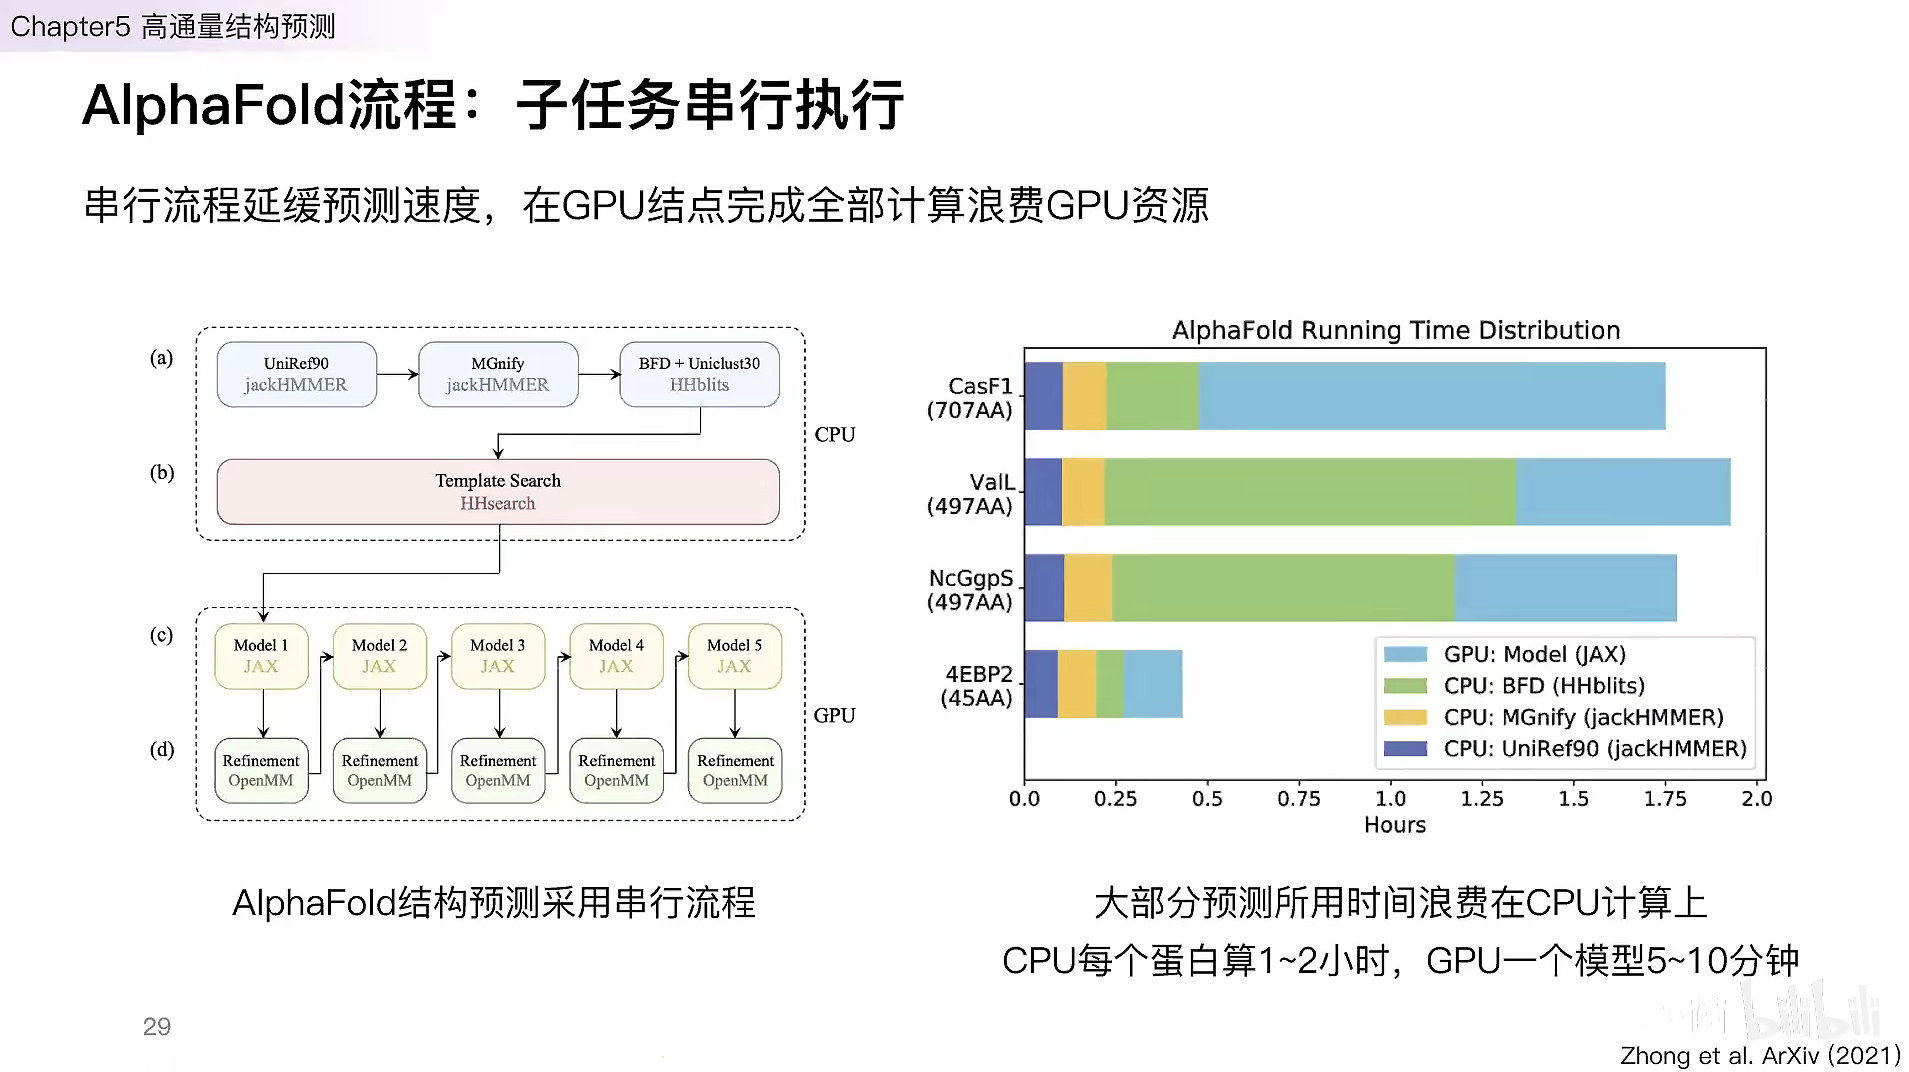 Chapter5 高通量结构预测
AlphaFold流程：子任务串行执行
串行流程延缓预测速度，在GPU结点完成全部计算浪费GPU资源
(a)
UniRef90
jackHMMER
MGnify
jackHMMER
BFD + Uniclust30
HHblits
CPU
(b)
Template Search
HHsearch
(c)
Model 1
JAX
Model 2
JAX
Model 3
JAX
Model 4
JAX
Model 5
JAX
GPU
(d)
Refinement
OpenMM
Refinement
OpenMM
Refinement
OpenMM
Refinement
OpenMM
Refinement
OpenMM
AlphaFold结构预测采用串行流程
AlphaFold Running Time Distribution
CasF1
(707AA)
ValL
(497AA)
NcGgpS
(497AA)
4EBP2
(45AA)
GPU: Model (JAX)
CPU: BFD (HHblits)
CPU: MGnify (jackHMMER)
CPU: UniRef90 (jackHMMER)
0.0 0.25 0.5 0.75 1.0 1.25 1.5 1.75 2.0
Hours
大部分预测所用时间浪费在CPU计算上
CPU每个蛋白算1~2小时，GPU一个模型5~10分钟
29
bilibili
Zhong et al. ArXiv (2021)